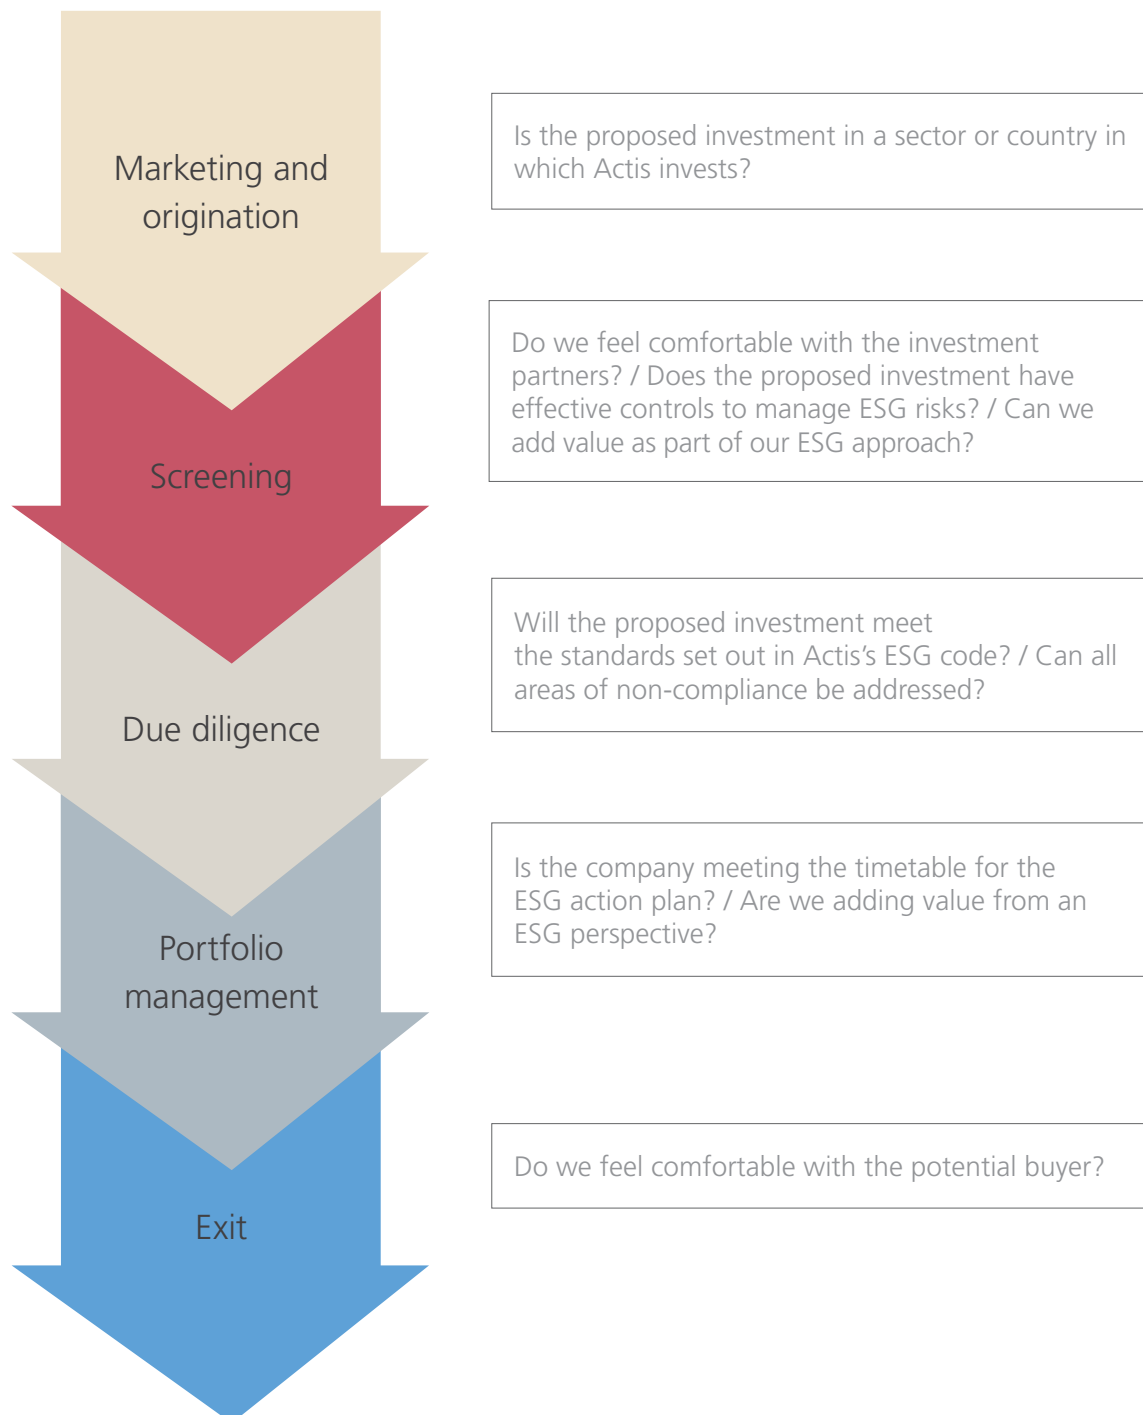 Marketing and
origination
Is the proposed investment in a sector or country in
which Actis invests?
Screening
Do we feel comfortable with the investment
partners? / Does the proposed investment have
effective controls to manage ESG risks? / Can we
add value as part of our ESG approach?
Due diligence
Will the proposed investment meet
the standards set out in Actis's ESG code? / Can all
areas of non-compliance be addressed?
Portfolio
management
Is the company meeting the timetable for the
ESG action plan? / Are we adding value from an
ESG perspective?
Exit
Do we feel comfortable with the potential buyer?